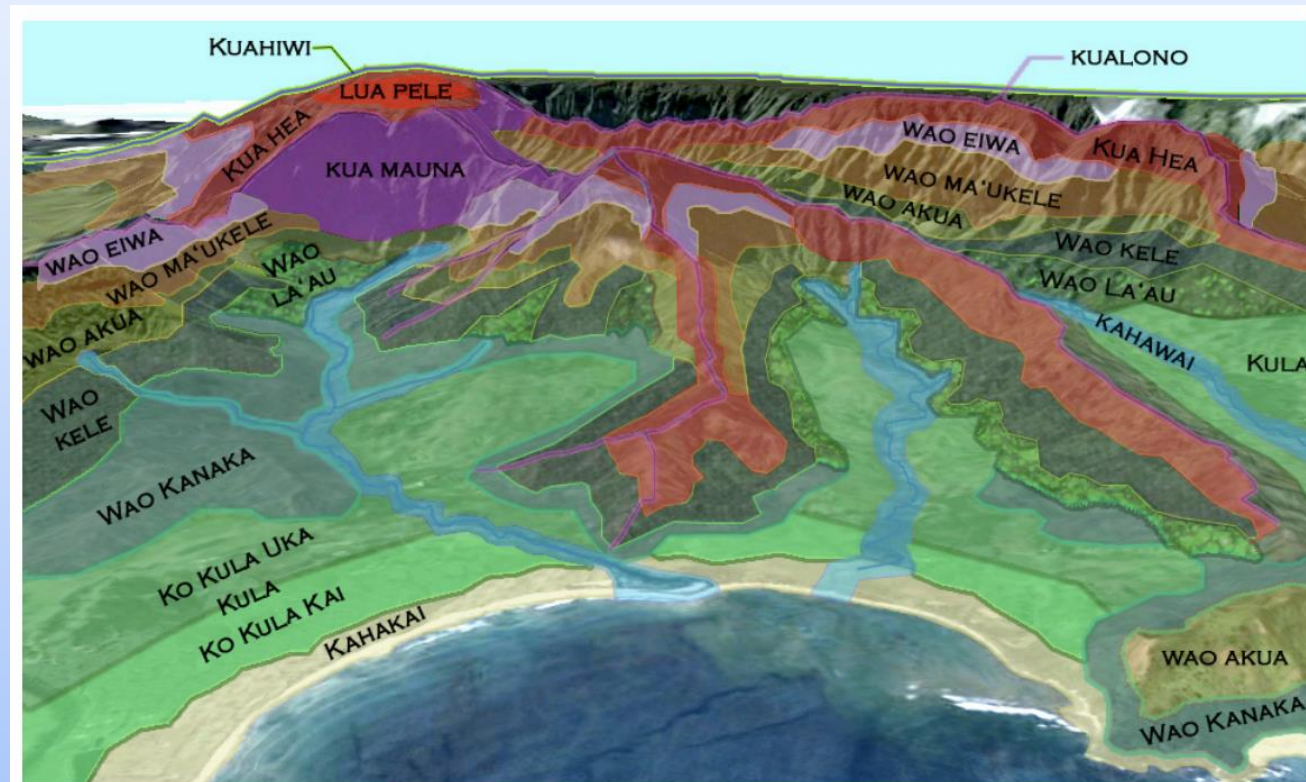 Kuahiwi
KUALONO
LUA PELE
KUA HEA
KUA MAUNA
WAO EIWA
KUA HEA
WAO MA'UKELE
WAO AKUA
WAO EIWA
WAO MA'UKELE
WAO
LA'AU
WAO KELE
WAO LA'AU
WAO AKUA
KAHAWAI
KULA
WAO
KELE
WAO KANAKA
KO KULA UKA
KULA
KO KULA KAI
KAHAKAI
WAO AKUA
WAO KANAKA